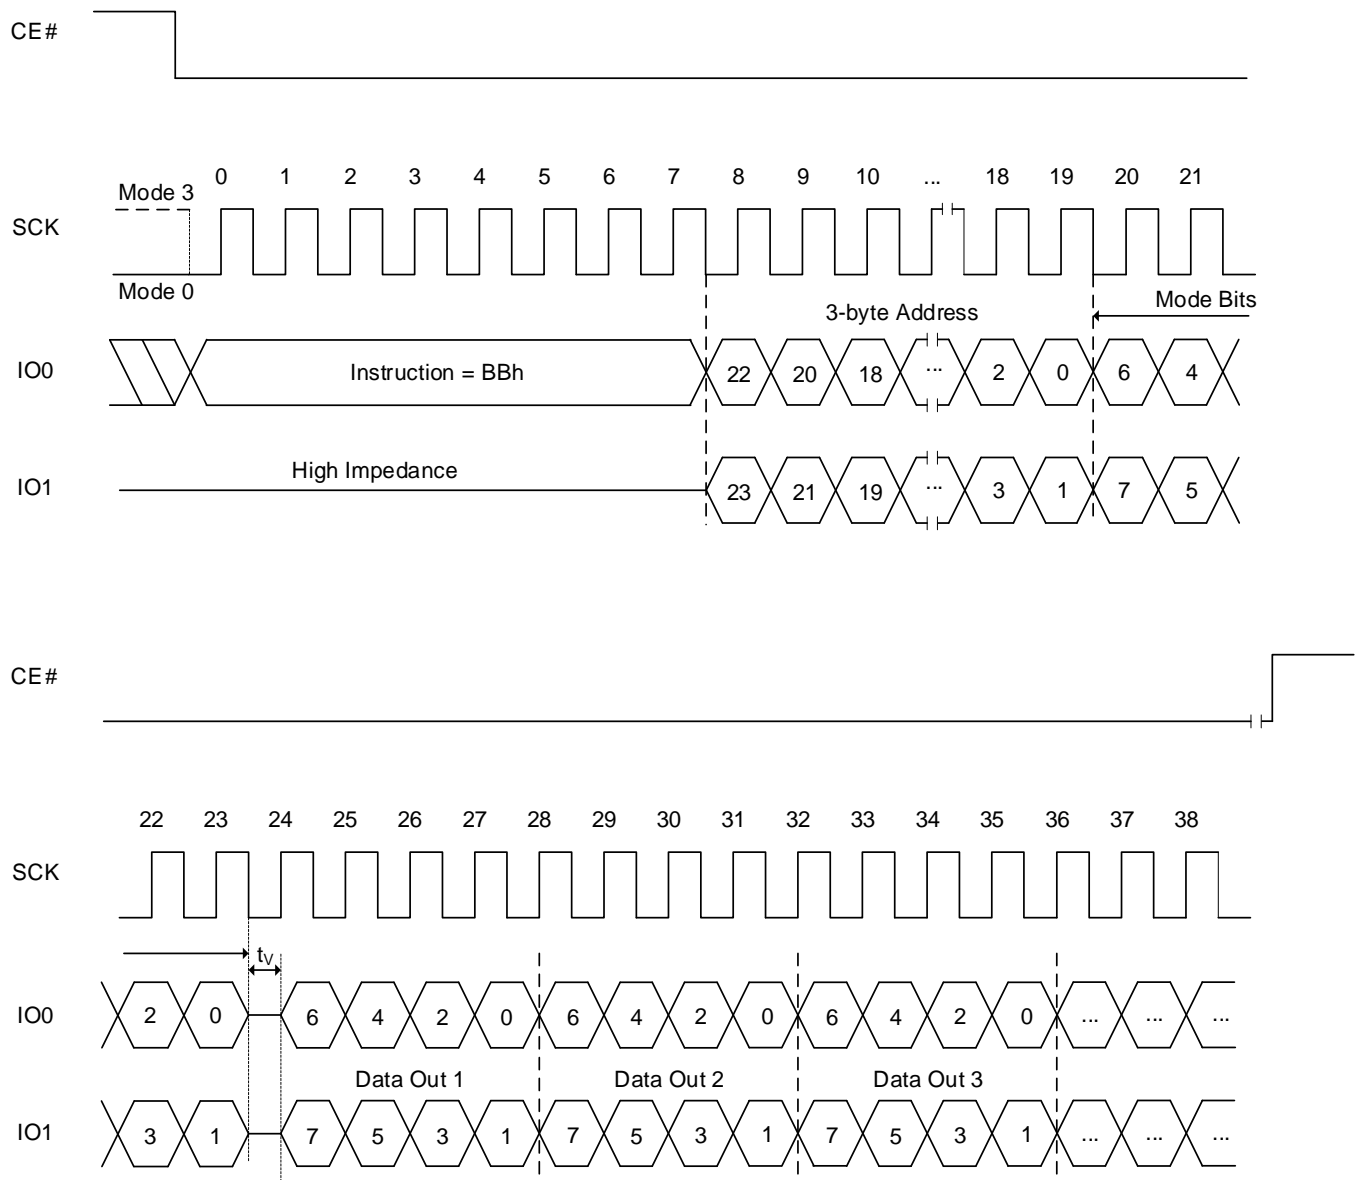 CE#
0 1 2 3 4 5 6 7 8 9 10 ... 18 19 20 21
Mode 3
SCK
Mode 0
3-byte Address
Mode Bits
IO0
Instruction = BBh
22 20 18 ... 2 0 6 4
High Impedance
IO1
23 21 19 ... 3 1 7 5
CE#
22 23 24 25 26 27 28 29 30 31 32 33 34 35 36 37 38
SCK
tV
IO0
2 0 6 4 2 0 6 4 2 0 6 4 2 0 ... ... ...
Data Out 1 Data Out 2 Data Out 3
IO1
3 1 7 5 3 1 7 5 3 1 7 5 3 1 ... ... ...